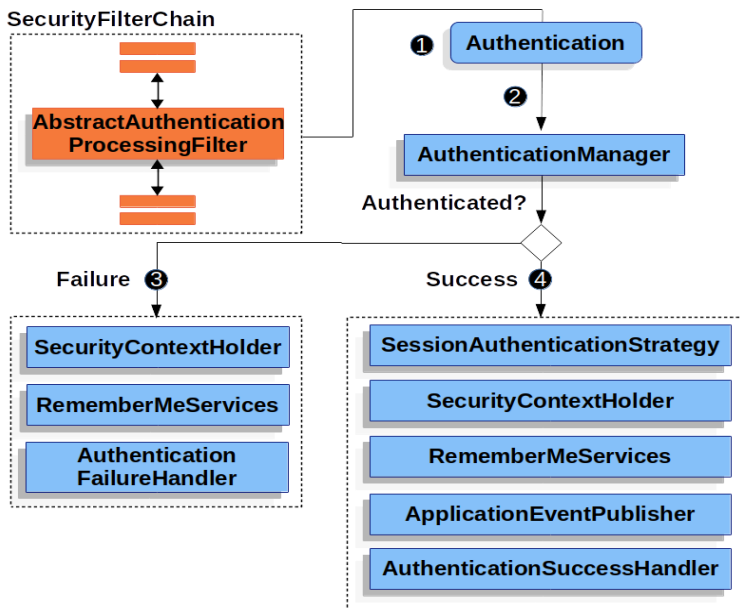 SecurityFilterChain
1
Authentication
2
AbstractAuthentication
ProcessingFilter
AuthenticationManager
Authenticated?
Failure 3
Success 4
SecurityContextHolder
RememberMeServices
Authentication
FailureHandler
SessionAuthenticationStrategy
SecurityContextHolder
RememberMeServices
ApplicationEventPublisher
AuthenticationSuccessHandler